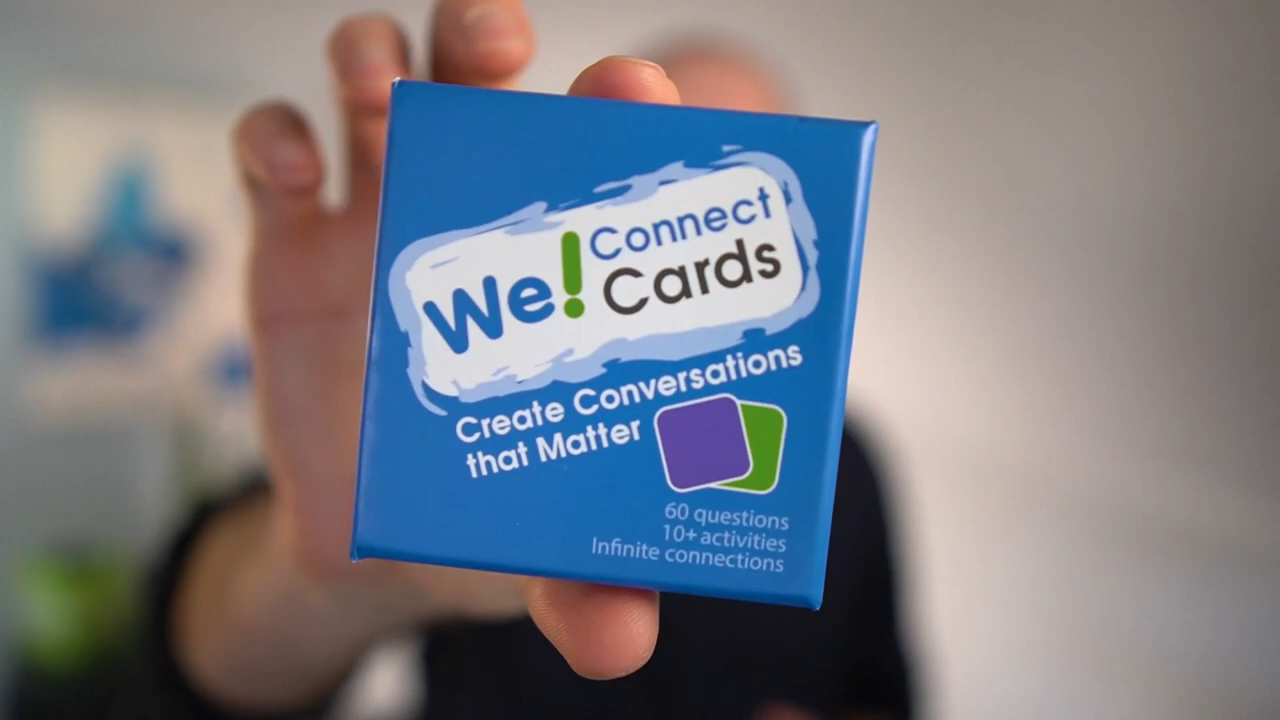 We! Connect
Cards
Create Conversations
that Matter
60 questions
10+ activities
Infinite connections